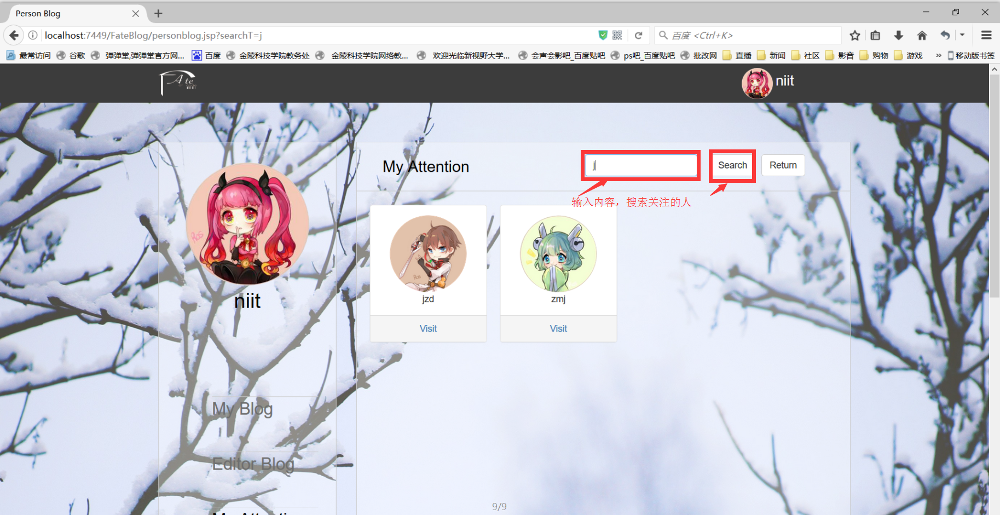 Person Blog
localhost:7449/FateBlog/personblog.jsp?searchT=j
百度 <Ctrl+K>
最常访问 谷歌 弹弹堂,弹弹堂官方网... 百度 金陵科技学院教务处 金陵科技学院网络教... 欢迎光临新视野大学... 会声会影吧_百度贴吧 ps吧_百度贴吧 批改网 直播 新闻 社区 影音 购物 游戏 » 移动版书签
Ate
niit
My Attention
j
Search
Return
输入内容，搜索关注的人
Ros
niit
Ros
jzd
zmj
Visit
Visit
My Blog
Editor Blog
My Attenti
9/9